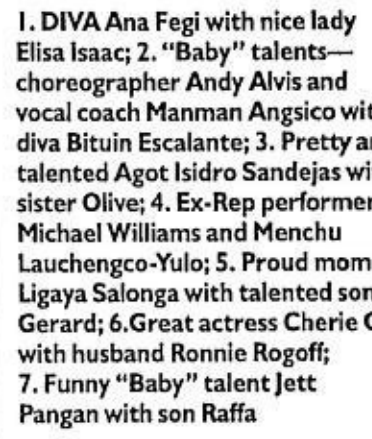 1. DIVA Ana Fegi with nice lady
Elisa Isaac; 2. “Baby” talents—
choreographer Andy Alvis and
vocal coach Manman Angsico
diva Bituin Escalante; 3. Pretty
talented Agot Isidro Sandejas
sister Olive; 4. Ex-Rep performer
Michael Williams and Menchu
Lauchengco-Yulo; 5. Proud mom
Ligaya Salonga with talented son
Gerard; 6.Great actress Cherie
with husband Ronnie Rogoff;
7. Funny “Baby” talent Jett
Pangan with son Raffa